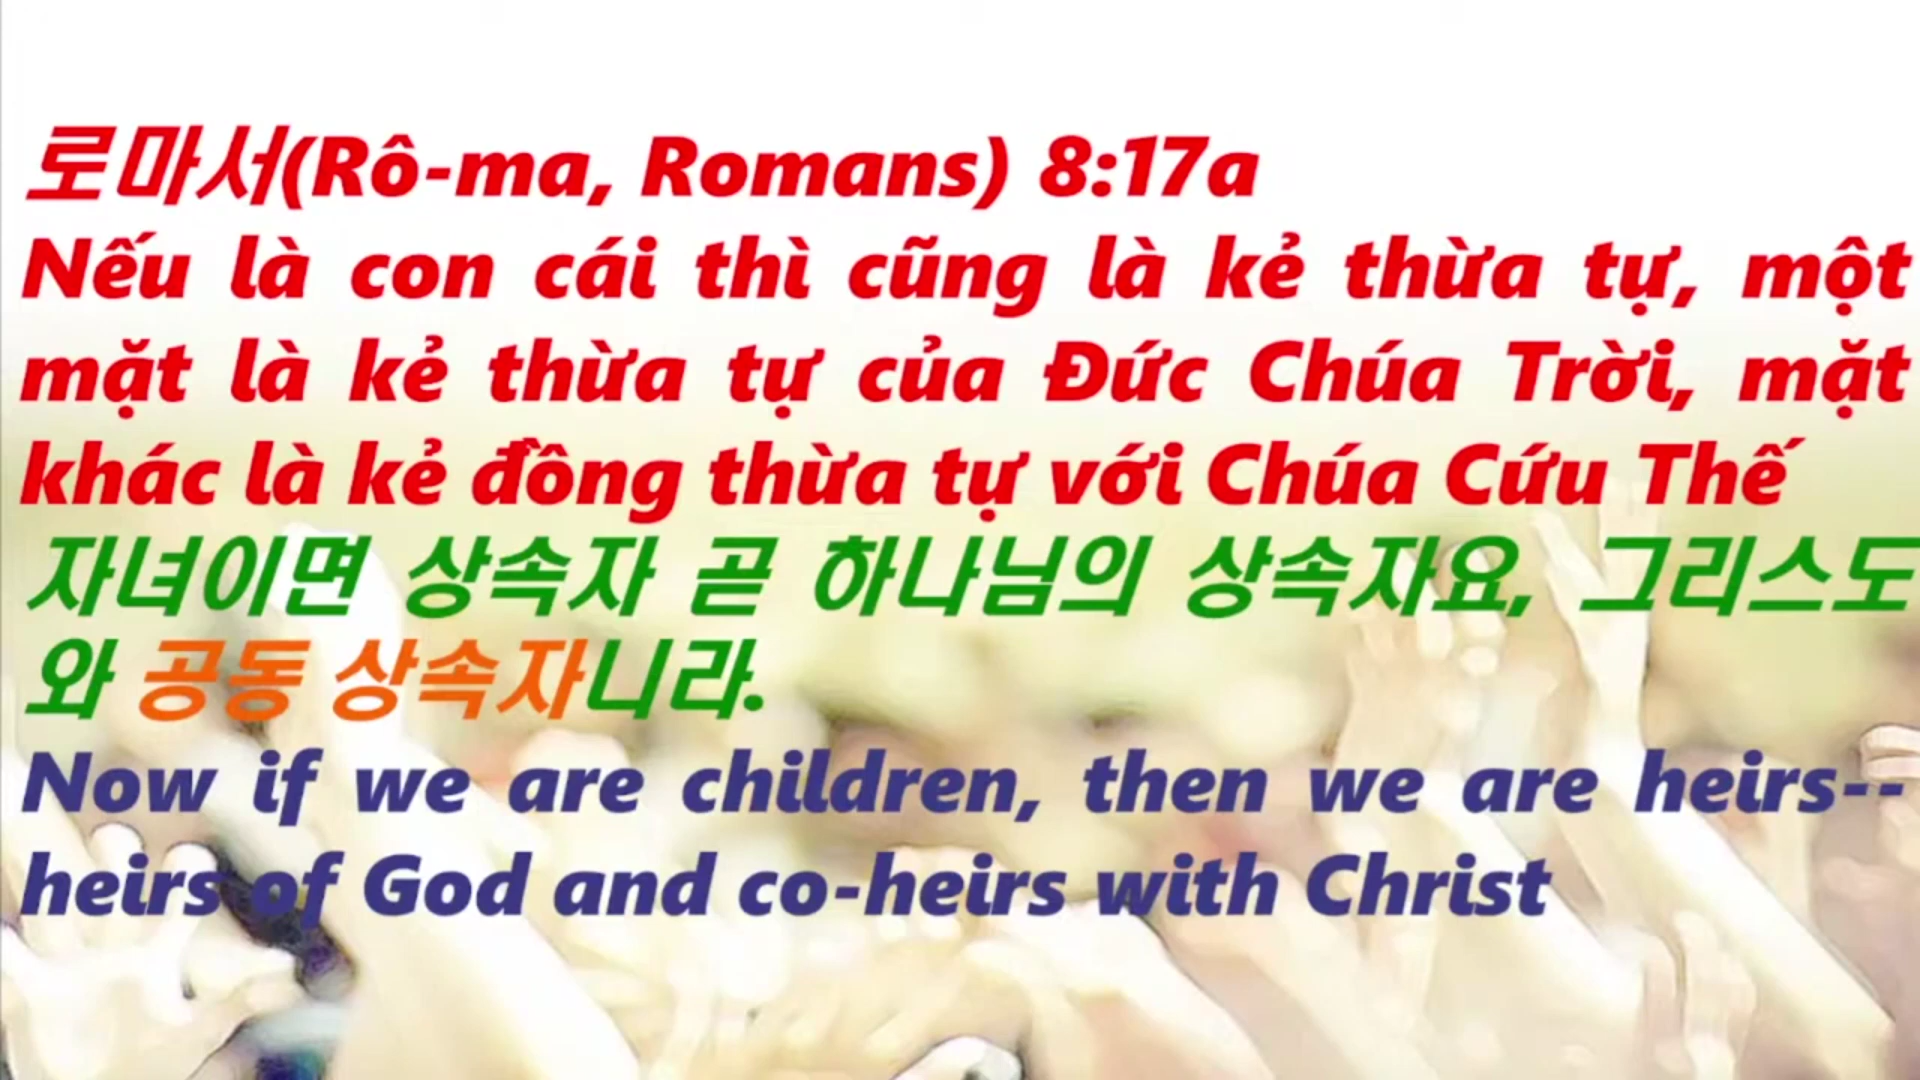 로마서(Rô-ma, Romans) 8:17a
Nếu là con cái thì cũng là kẻ thừa tự, một
mặt là kẻ thừa tự của Đức Chúa Trời, mặt
khác là kẻ đồng thừa tự với Chúa Cứu Thế
자녀이면 상속자 곧 하나님의 상속자요, 그리스도
와 공동 상속자니라.
Now if we are children, then we are heirs--
heirs of God and co-heirs with Christ